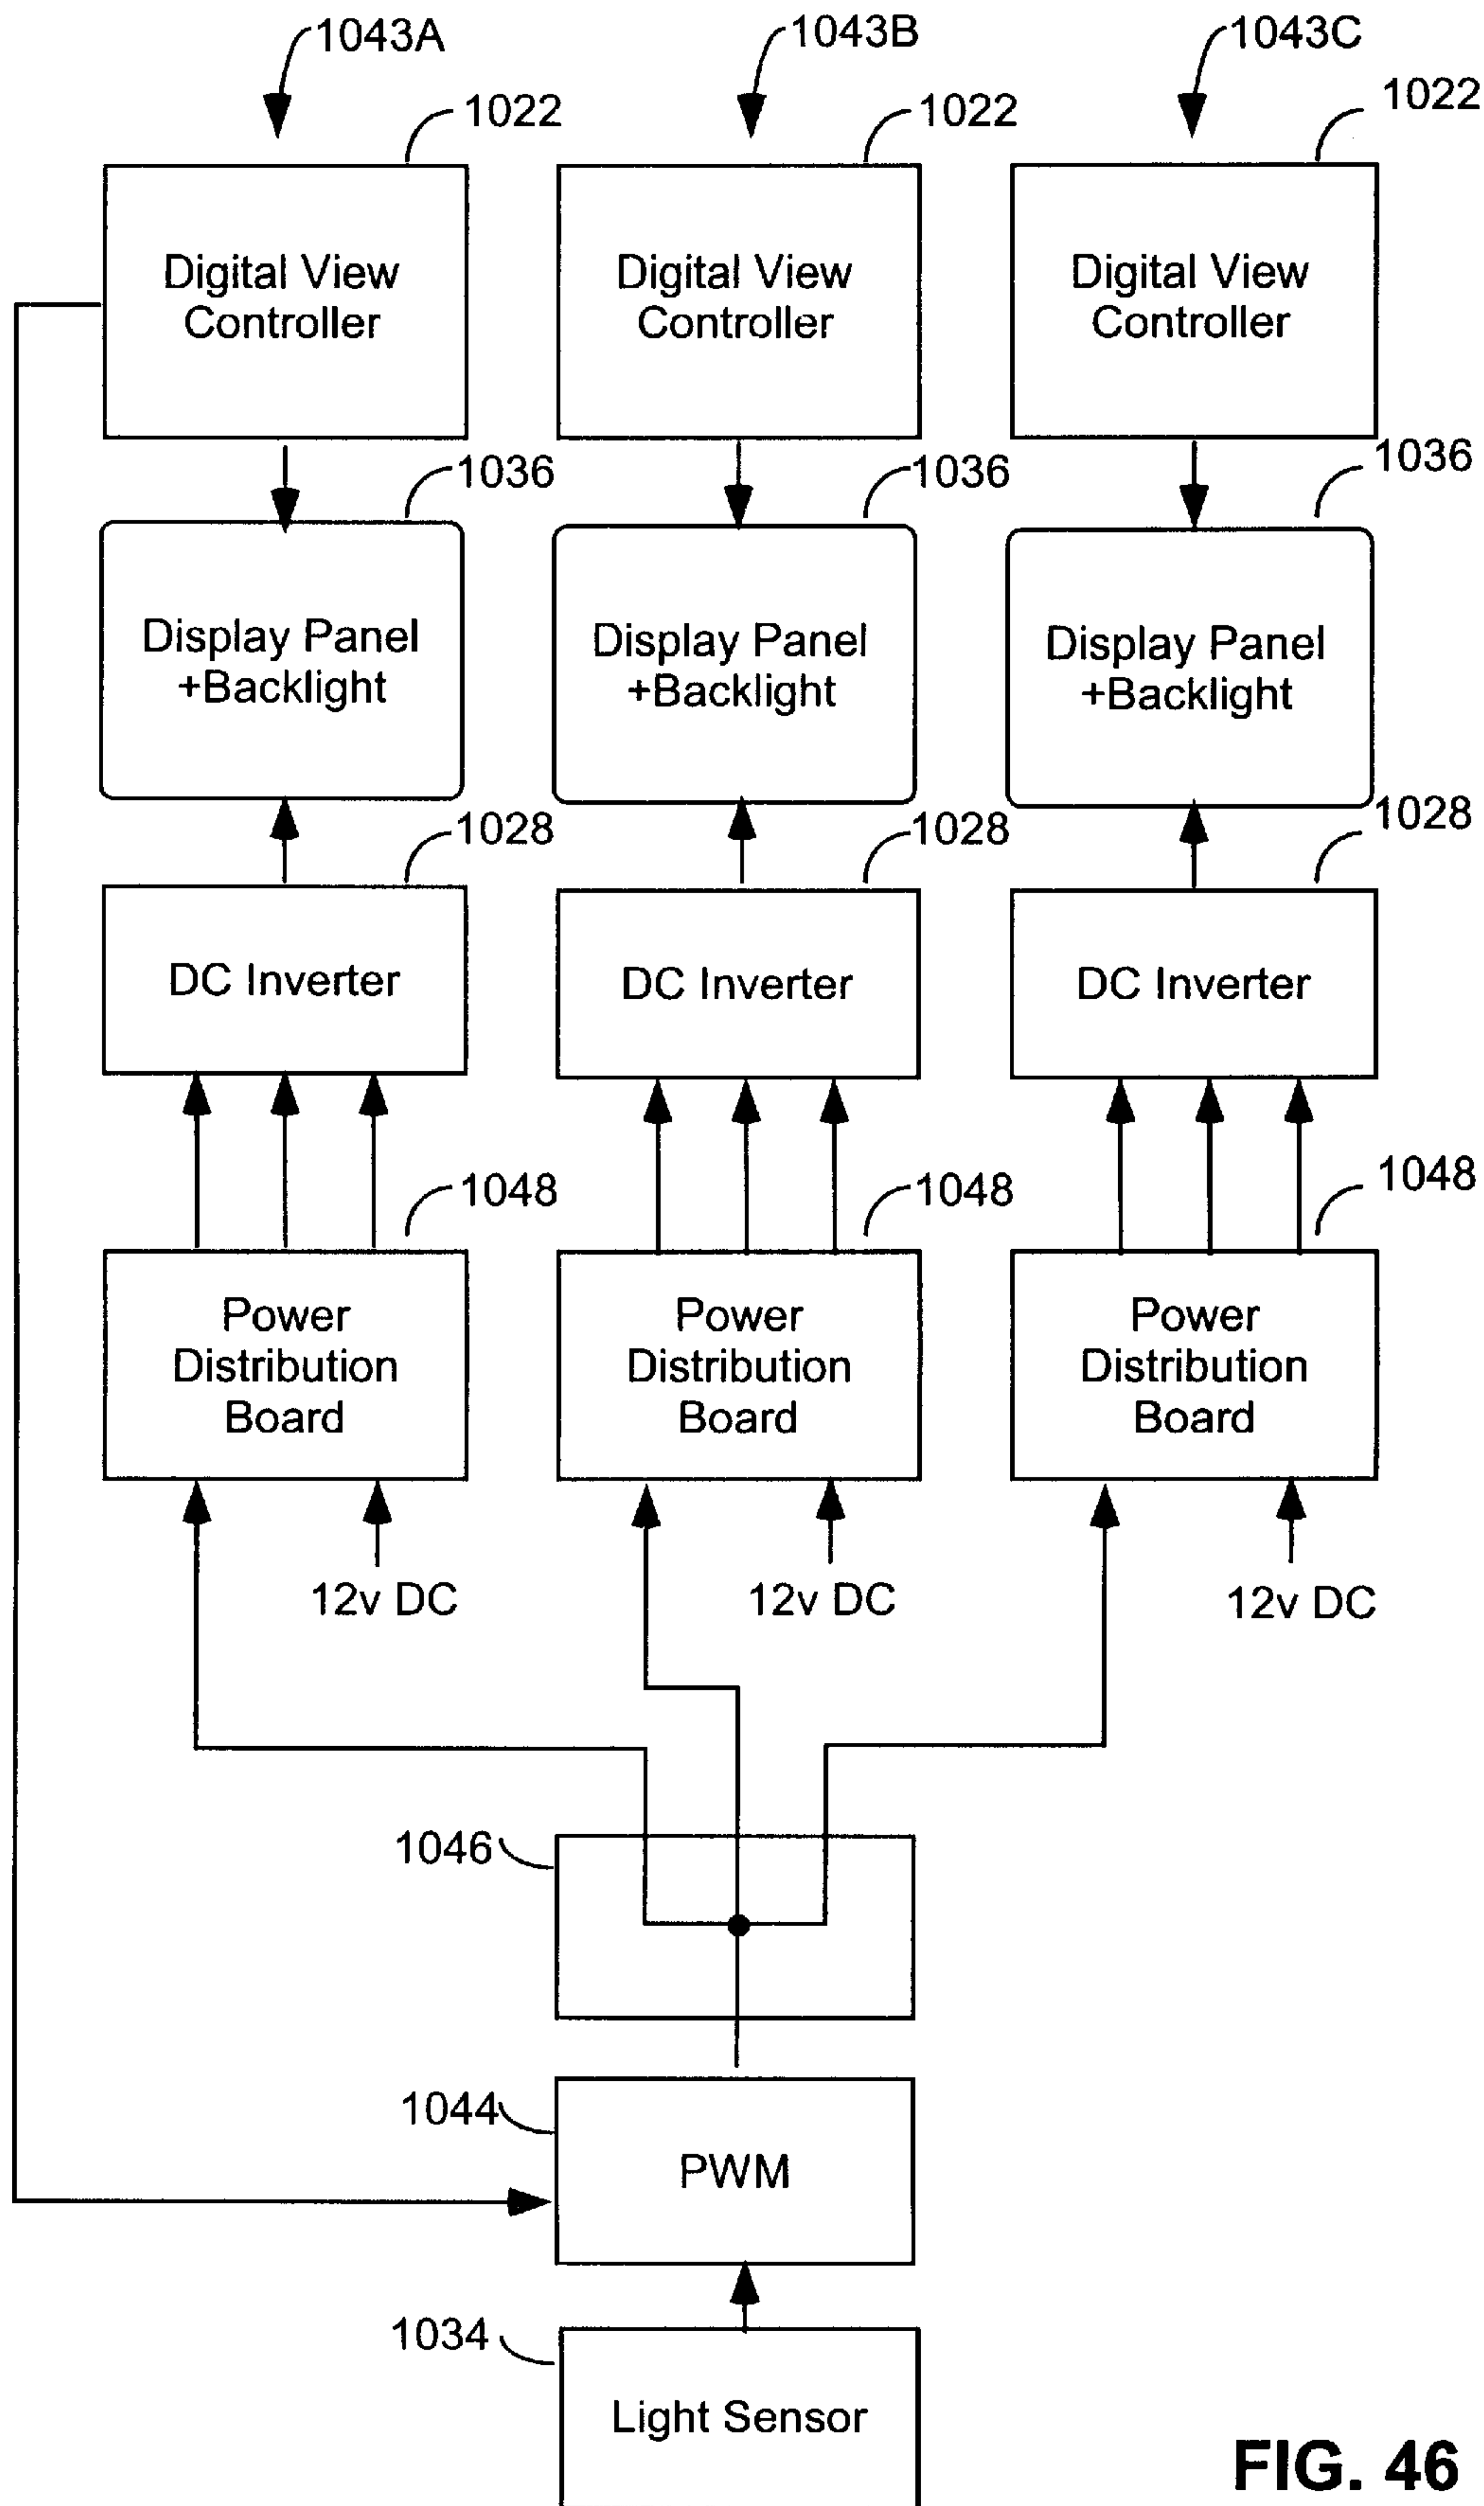 1043A 1043B 1043C
1022 1022 1022
Digital View Digital View Digital View
Controller Controller Controller
1036 1036 1036
Display Panel Display Panel Display Panel
+Backlight +Backlight +Backlight
1028 1028 1028
DC Inverter DC Inverter DC Inverter
1048 1048 1048
Power Power Power
Distribution Distribution Distribution
Board Board Board
12v DC 12v DC 12v DC
1046
1044
PWM
1034
Light Sensor
FIG. 46